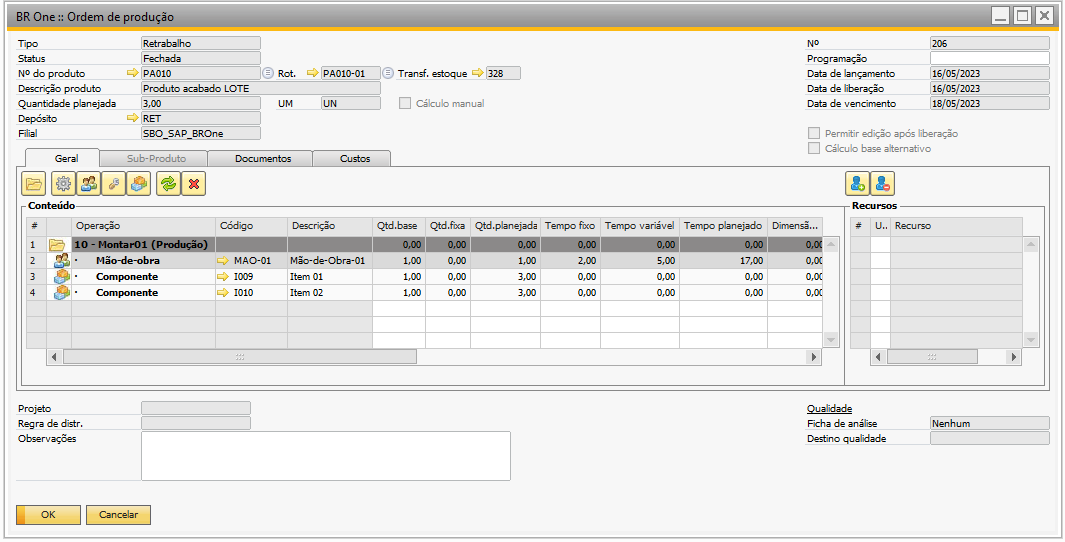 BR One :: Ordem de produção
Tipo Retrabalho Nº 206
Status Fechada Programação
Nº do produto PA010 Rot. PA010-01 Transf. estoque 328 Data de lançamento 16/05/2023
Descrição produto Produto acabado LOTE Data de liberação 16/05/2023
Quantidade planejada 3,00 UM UN Cálculo manual Data de vencimento 18/05/2023
Depósito RET
Filial SBO_SAP_BROne Permitir edição após liberação
Cálculo base alternativo
Geral Sub-Produto Documentos Custos
Conteúdo Recursos
# Operação Código Descrição Qtd.base Qtd.fixa Qtd.planejada Tempo fixo Tempo variável Tempo planejado Dimensã... # U.. Recurso
1 10 - Montar01 (Produção) 0,00 0,00 0,00 0,00 0,00 0,00 0,00
2 · Mão-de-obra MAO-01 Mão-de-Obra-01 1,00 0,00 1,00 2,00 5,00 17,00 0,00
3 · Componente I009 Item 01 1,00 0,00 3,00 0,00 0,00 0,00 0,00
4 · Componente I010 Item 02 1,00 0,00 3,00 0,00 0,00 0,00 0,00
Projeto Qualidade
Regra de distr. Ficha de análise Nenhum
Observações Destino qualidade
OK Cancelar